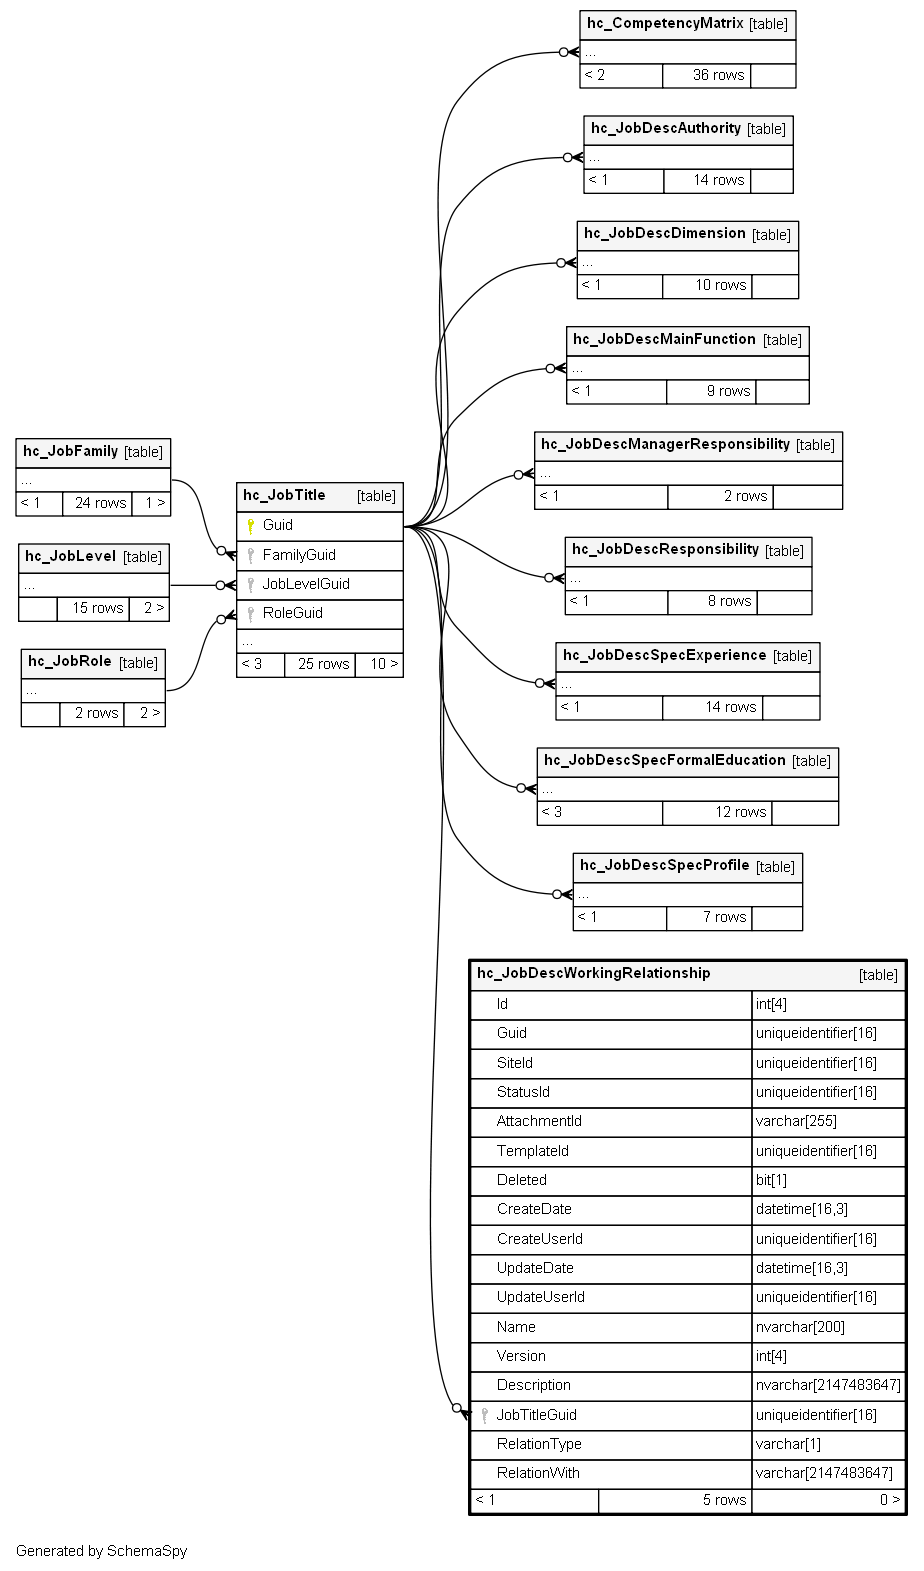 hc_CompetencyMatrix [table]
...
< 2 36 rows
hc_JobDescAuthority [table]
...
< 1 14 rows
hc_JobDescDimension [table]
...
< 1 10 rows
hc_JobDescMainFunction [table]
...
< 1 9 rows
hc_JobDescManagerResponsibility [table]
...
< 1 2 rows
hc_JobFamily [table]
...
< 1 24 rows 1 >
hc_JobLevel [table]
...
15 rows 2 >
hc_JobRole [table]
...
2 rows 2 >
hc_JobTitle [table]
Guid
FamilyGuid
JobLevelGuid
RoleGuid
...
< 3 25 rows 10 >
hc_JobDescResponsibility [table]
...
< 1 8 rows
hc_JobDescSpecExperience [table]
...
< 1 14 rows
hc_JobDescSpecFormalEducation [table]
...
< 3 12 rows
hc_JobDescSpecProfile [table]
...
< 1 7 rows
hc_JobDescWorkingRelationship [table]
Id int[4]
Guid uniqueidentifier[16]
SiteId uniqueidentifier[16]
StatusId uniqueidentifier[16]
AttachmentId varchar[255]
TemplateId uniqueidentifier[16]
Deleted bit[1]
CreateDate datetime[16,3]
CreateUserId uniqueidentifier[16]
UpdateDate datetime[16,3]
UpdateUserId uniqueidentifier[16]
Name nvarchar[200]
Version int[4]
Description nvarchar[2147483647]
JobTitleGuid uniqueidentifier[16]
RelationType varchar[1]
RelationWith varchar[2147483647]
< 1 5 rows 0 >
Generated by SchemaSpy